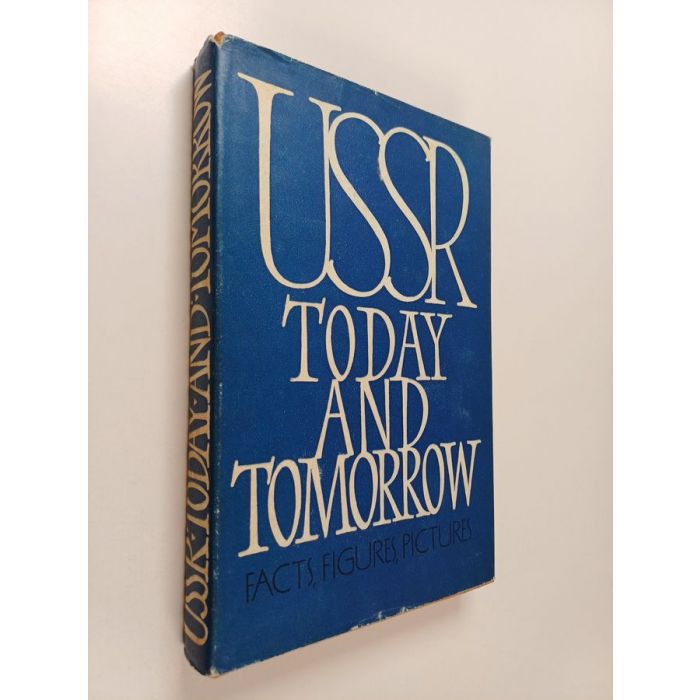 USSR
TODAY
AND
TOMORROW
FACTS, FIGURES, PICTURES
USSR·TODAY·AND·TOMORROW